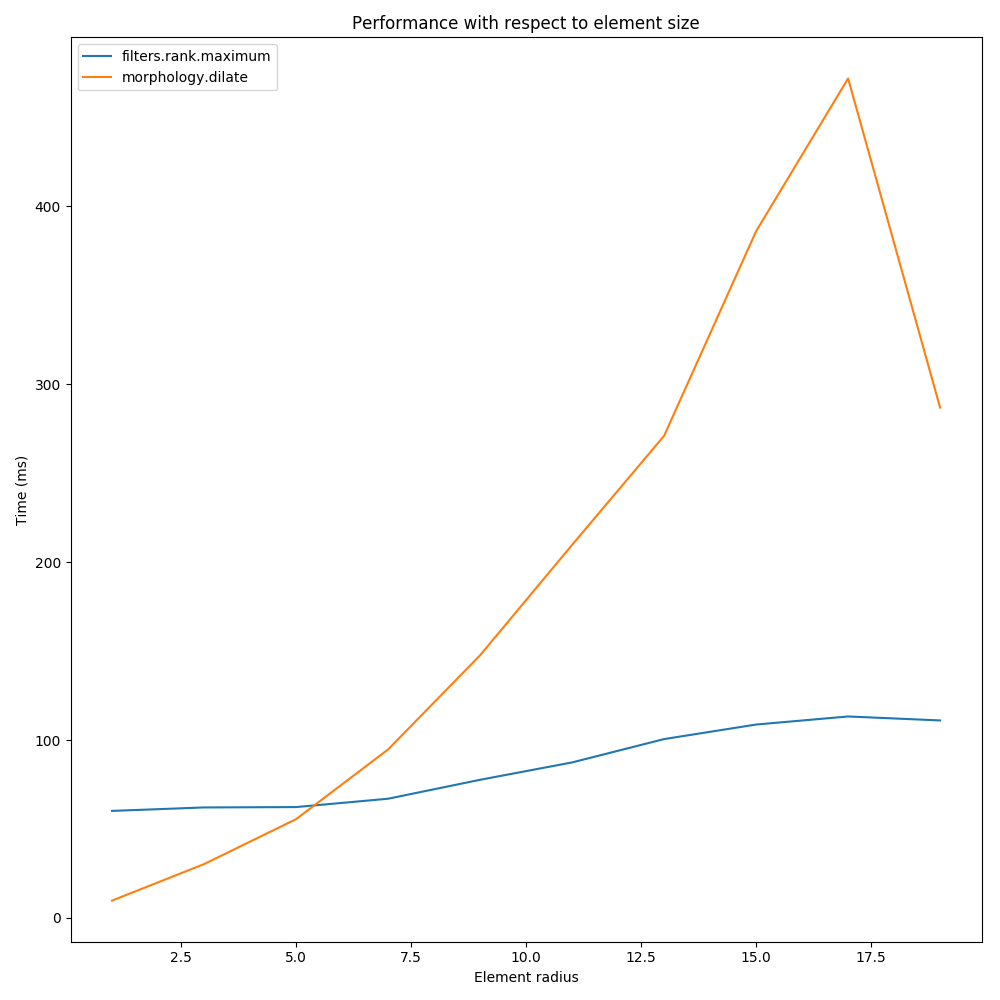 Performance with respect to element size
filters.rank.maximum
morphology.dilate
Time (ms)
400
300
200
100
0
2.5 5.0 7.5 10.0 12.5 15.0 17.5
Element radius